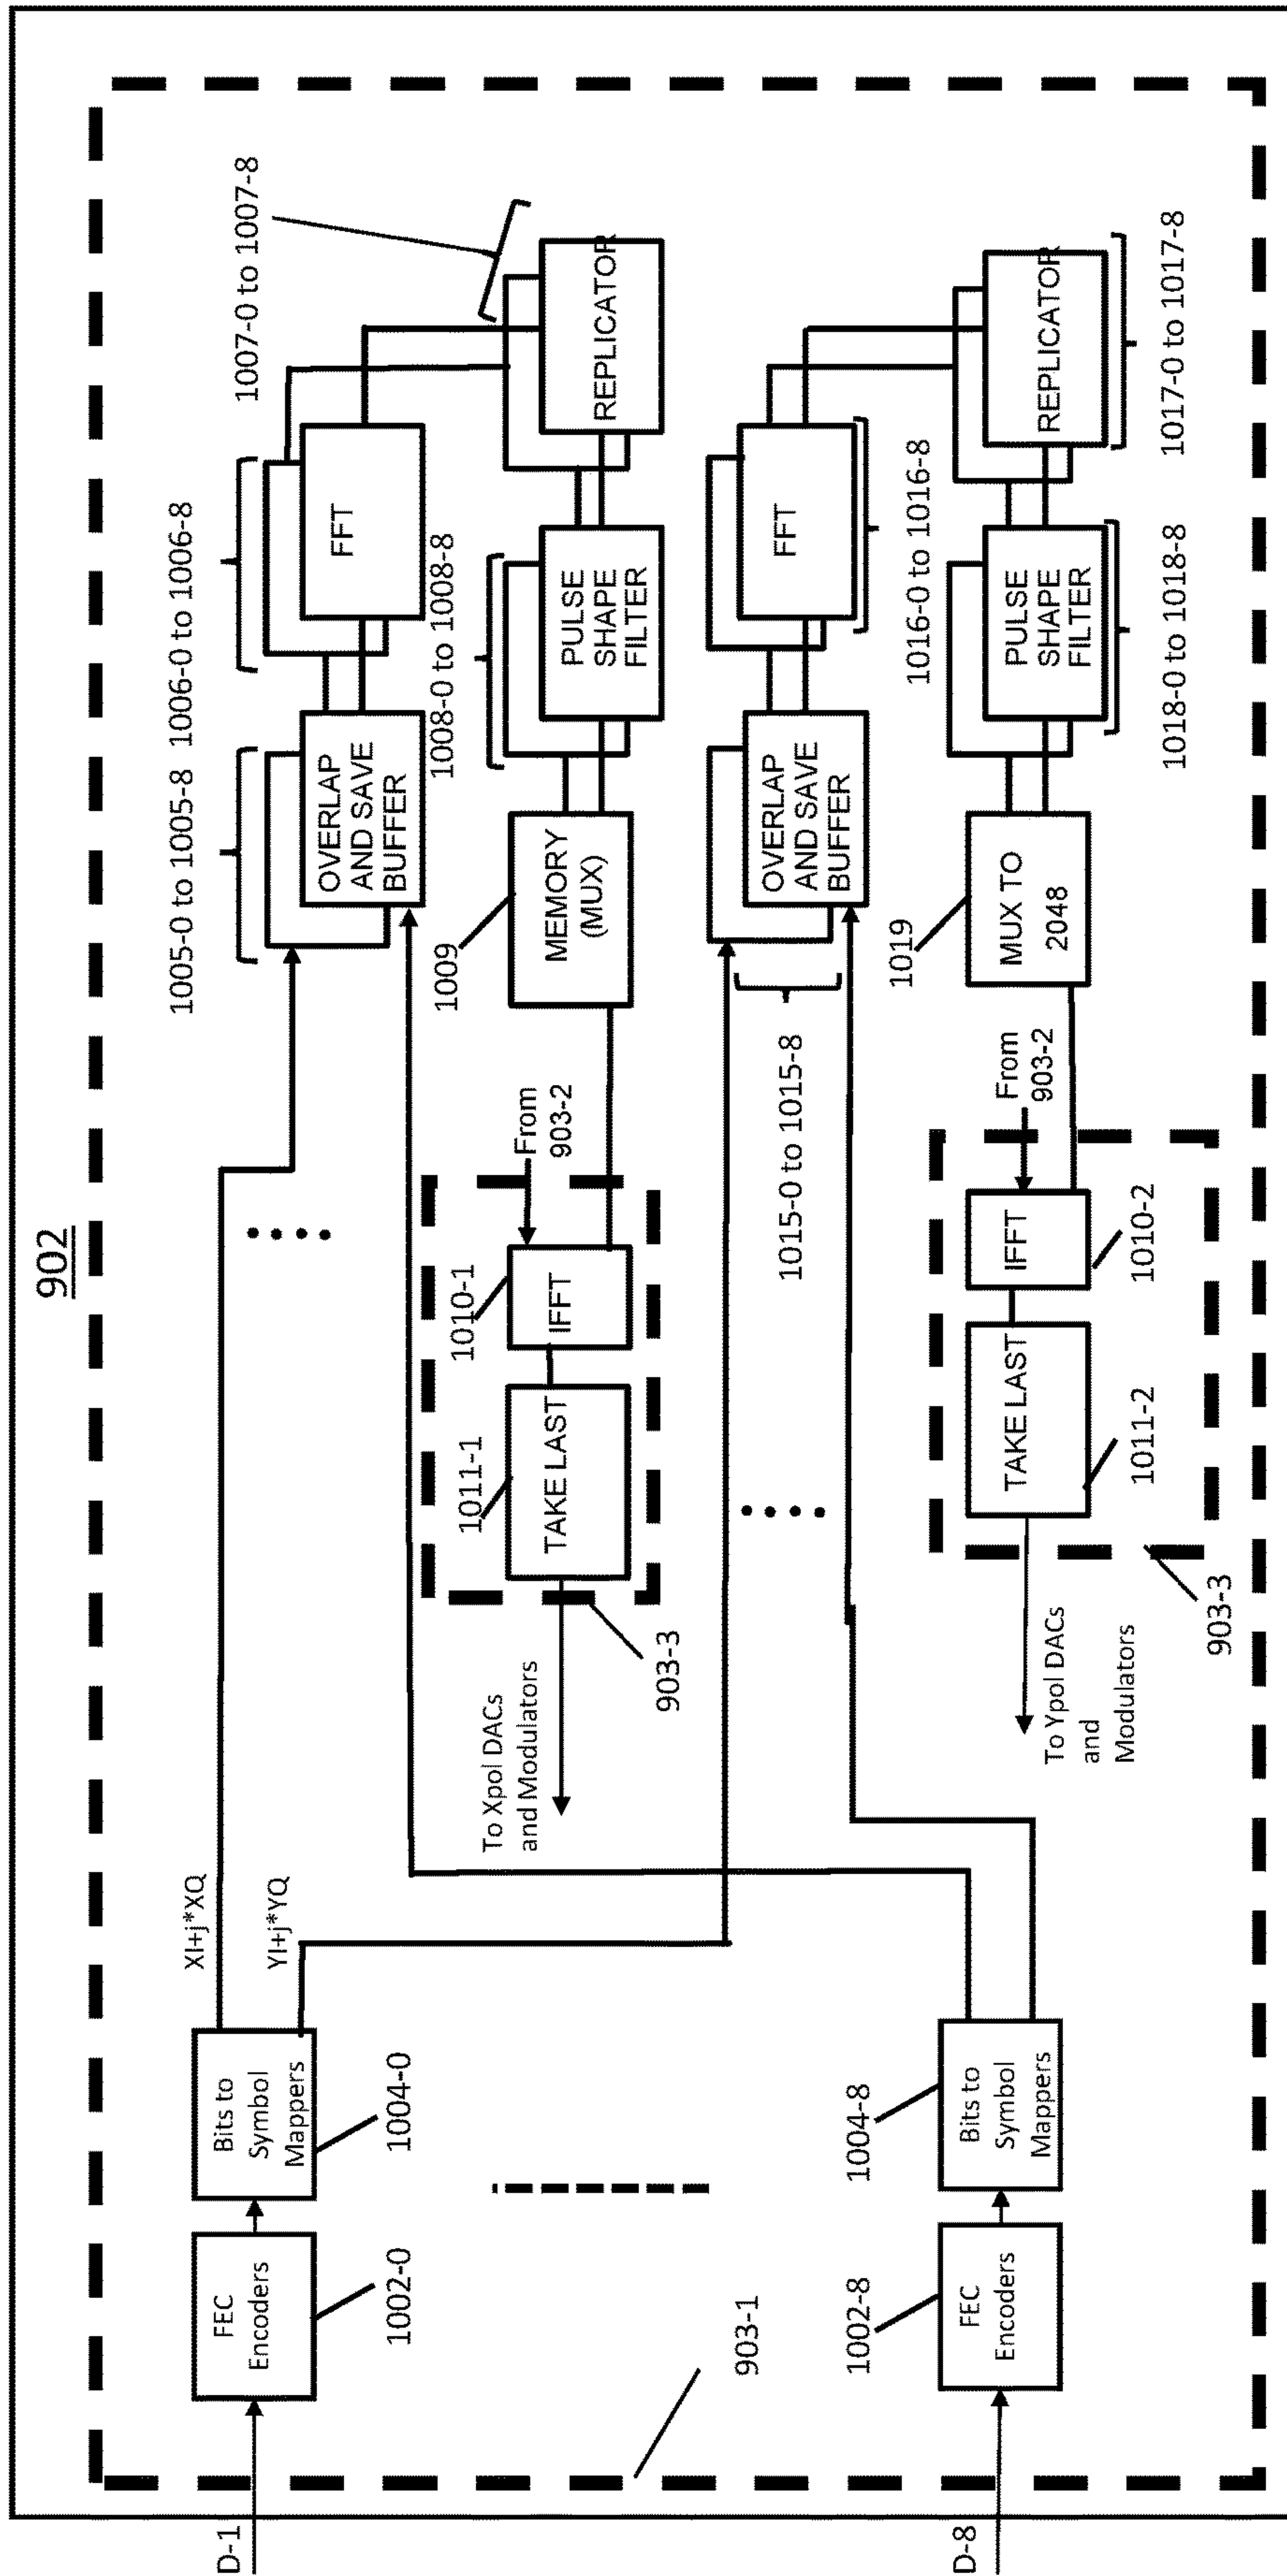 902
D-1
FEC
Encoders
1002-0
Bits to
Symbol
Mappers
1004-0
XI+j*XQ
YI+j*YQ
1005-0 to 1005-8
1006-0 to 1006-8
1007-0 to 1007-8
OVERLAP
AND SAVE
BUFFER
FFT
REPLICATOR
1008-0 to 1008-8
PULSE
SHAPE
FILTER
1009
MEMORY
(MUX)
From
903-2
1010-1
IFFT
1011-1
TAKE LAST
903-3
To Xpol DACs
and Modulators
1015-0 to 1015-8
OVERLAP
AND SAVE
BUFFER
FFT
1016-0 to 1016-8
REPLICATOR
1017-0 to 1017-8
PULSE
SHAPE
FILTER
1018-0 to 1018-8
1019
MUX TO
2048
From
903-2
IFFT
1010-2
TAKE LAST
1011-2
903-3
To Ypol DACs
and
Modulators
903-1
D-8
FEC
Encoders
1002-8
Bits to
Symbol
Mappers
1004-8